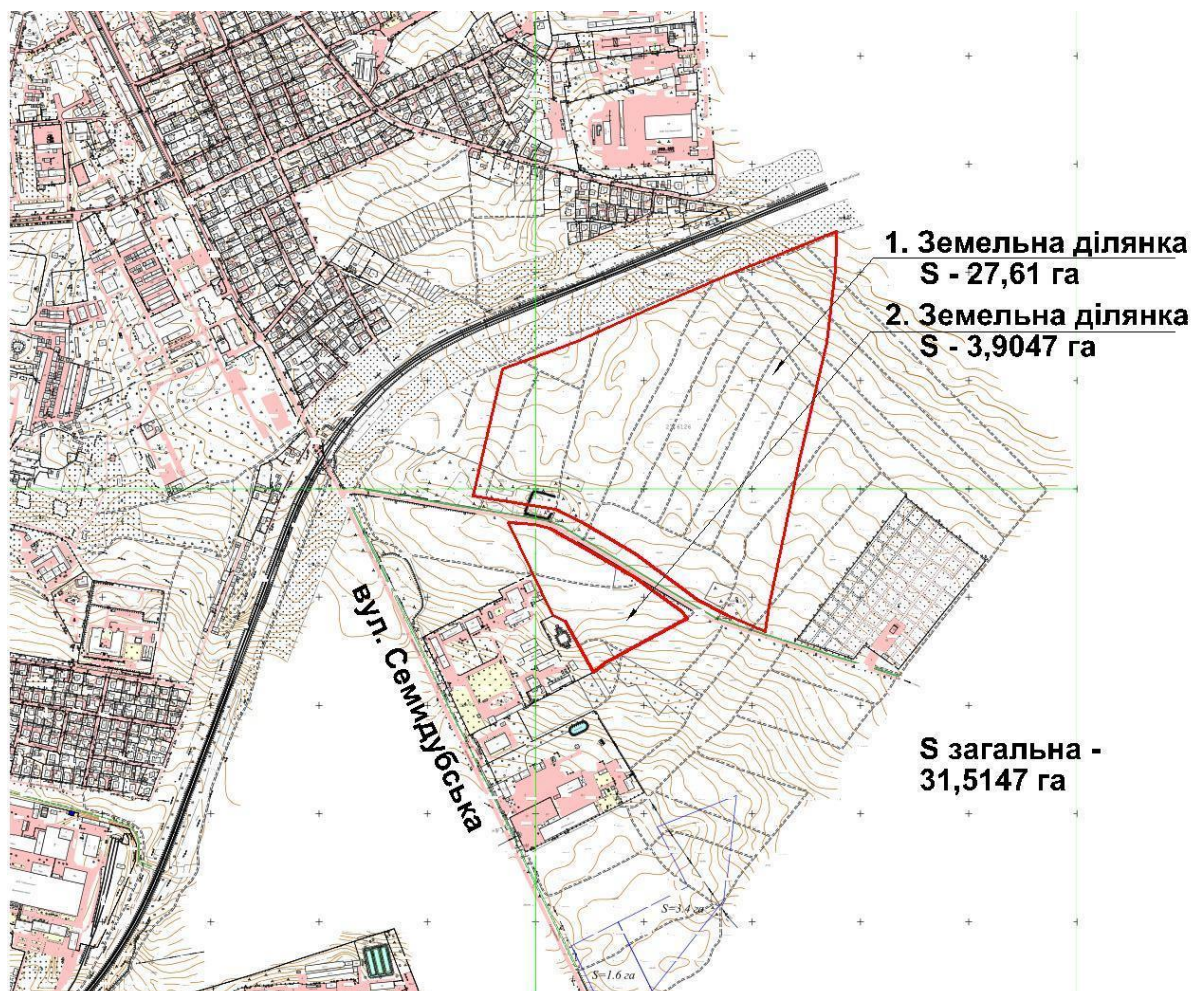 1. Земельна ділянка
S - 27,61 га
2. Земельна ділянка
S - 3,9047 га
вул. Семидубська
S загальна -
31,5147 га
S=3.4 га
S=1.6 га